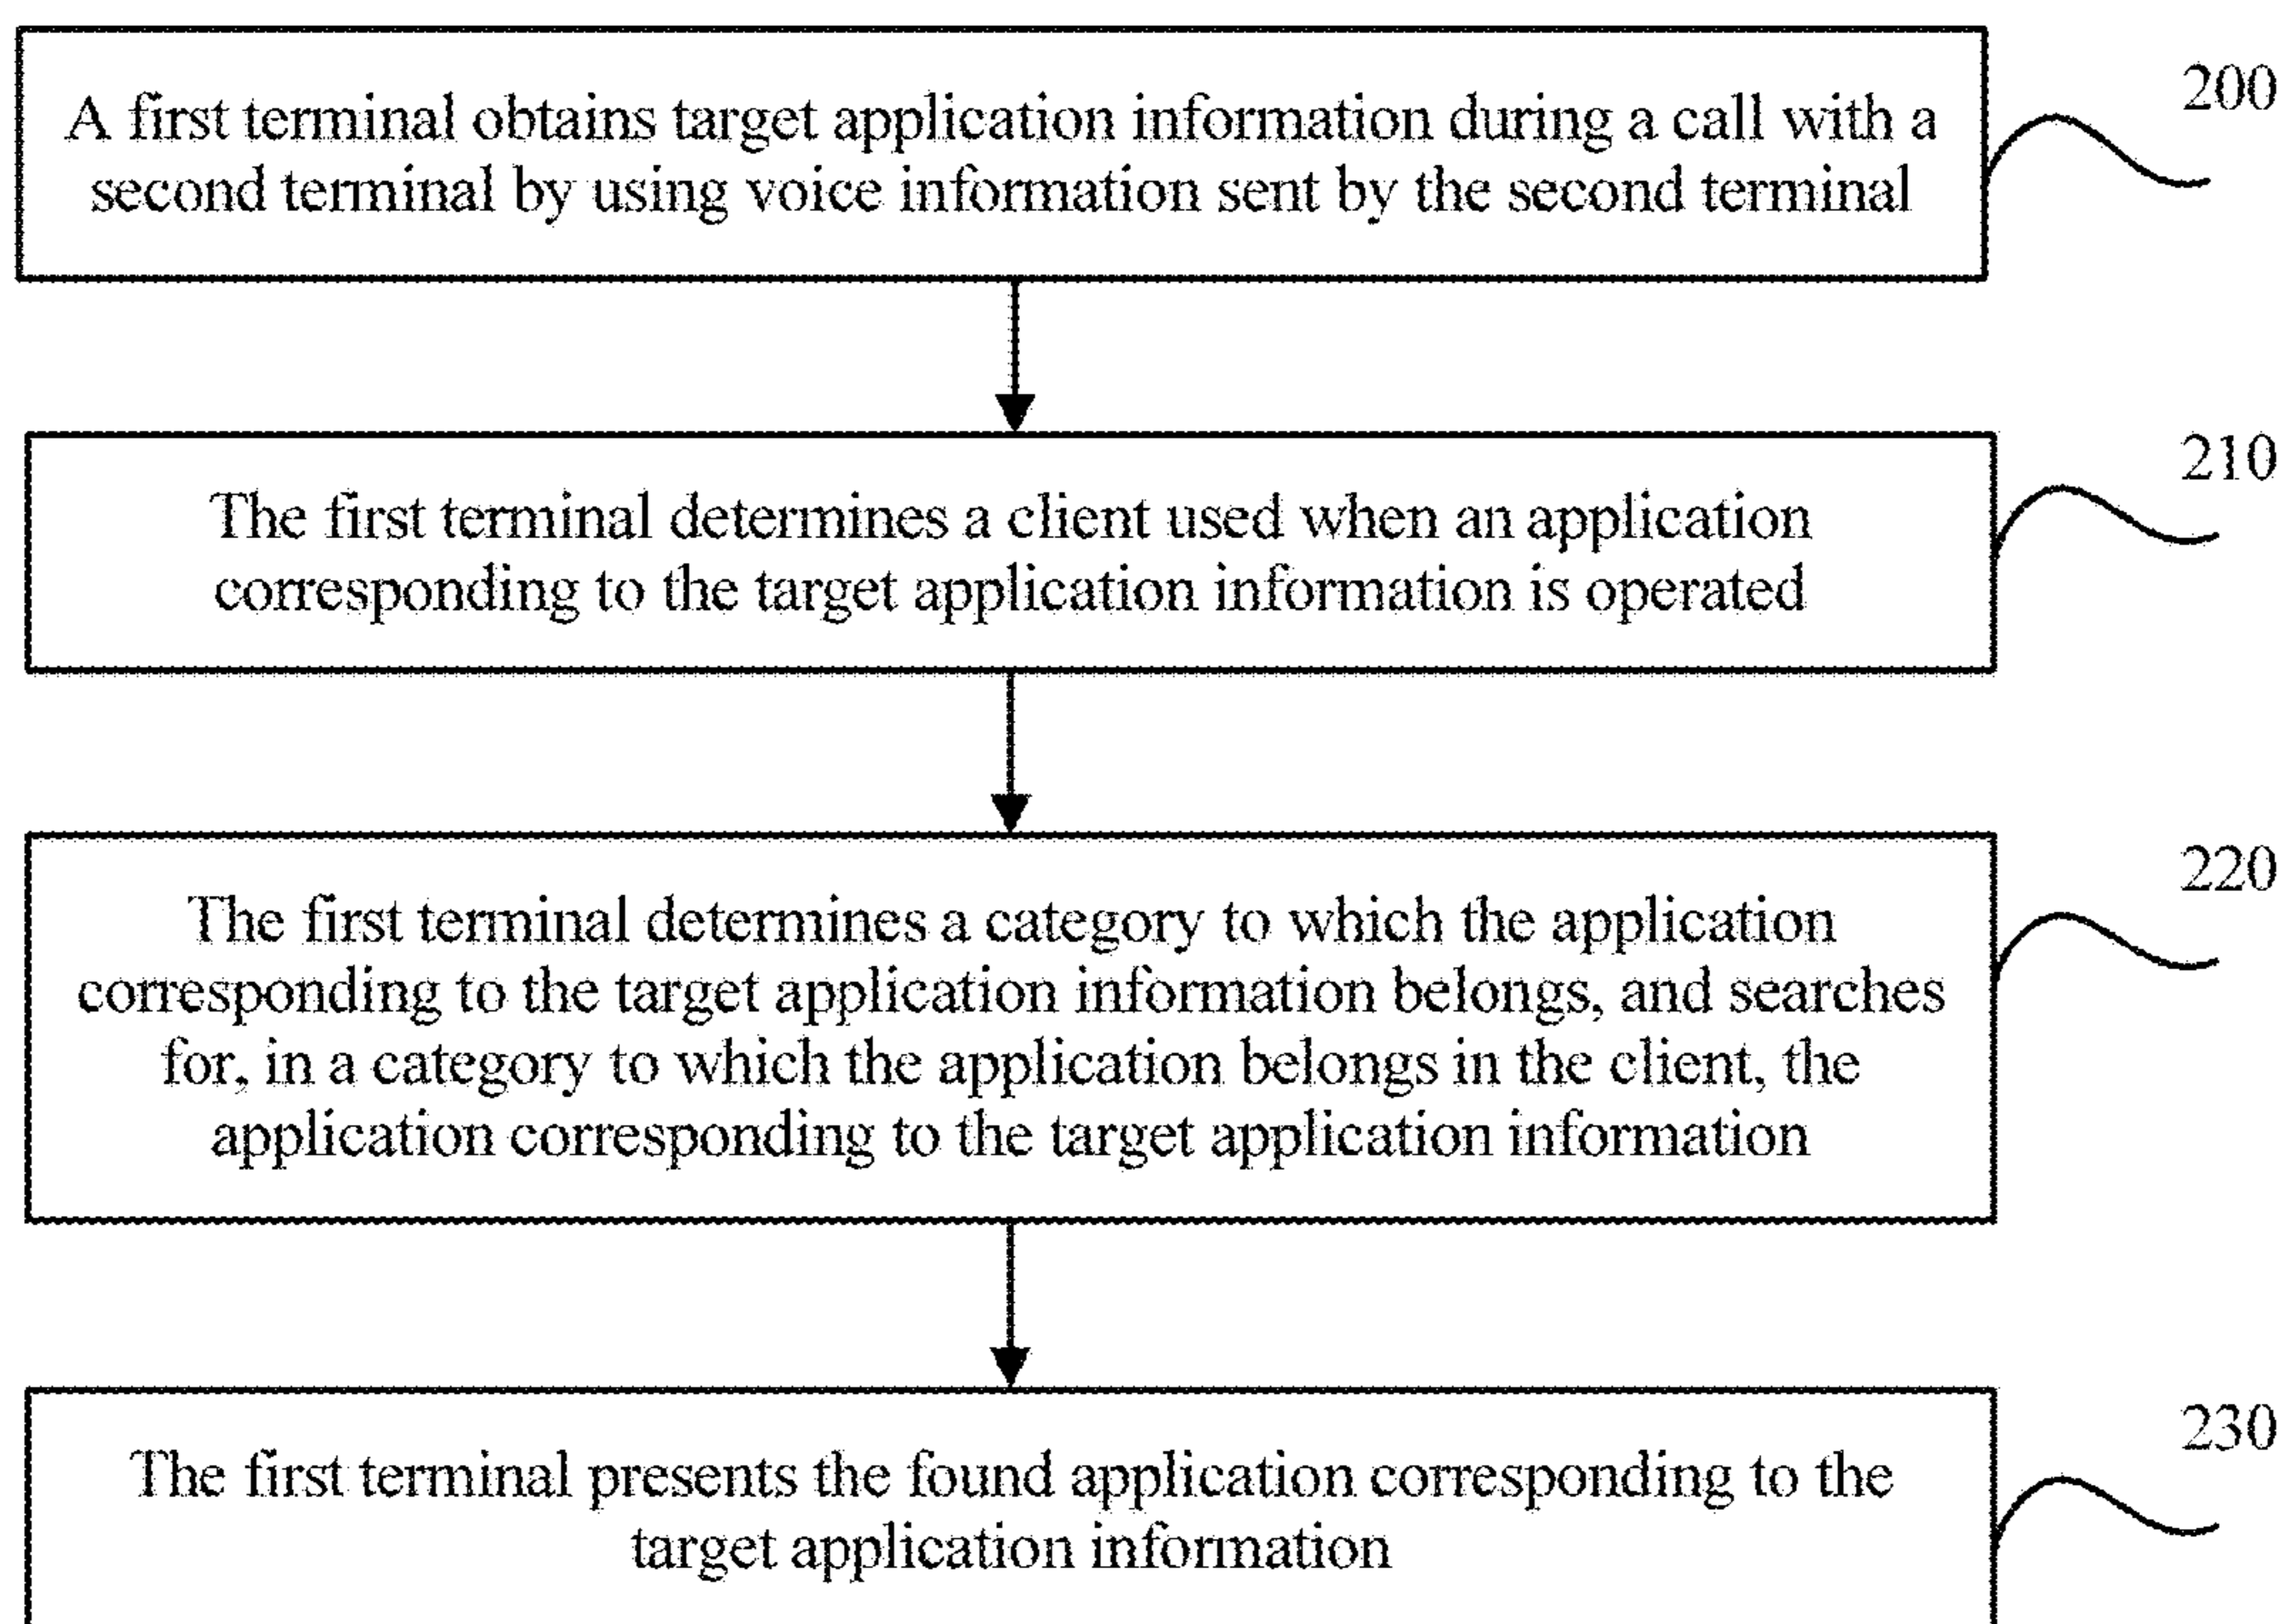 200
A first terminal obtains target application information during a call with a
second terminal by using voice information sent by the second terminal
210
The first terminal determines a client used when an application
corresponding to the target application information is operated
220
The first terminal determines a category to which the application
corresponding to the target application information belongs, and searches
for, in a category to which the application belongs in the client, the
application corresponding to the target application information
230
The first terminal presents the found application corresponding to the
target application information